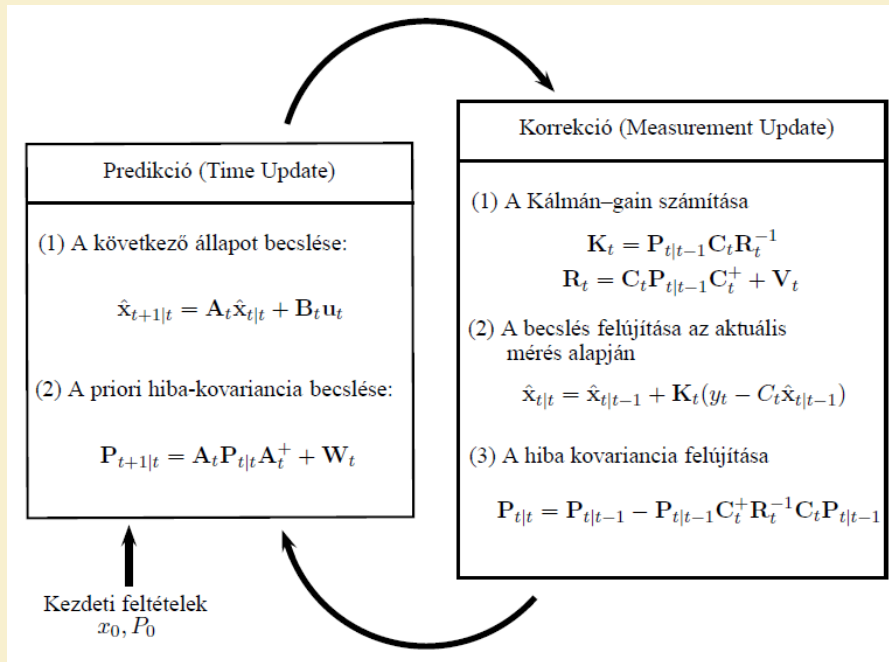 Predikció (Time Update)
(1) A következő állapot becslése:
x̂_{t+1|t} = A_t x̂_{t|t} + B_t u_t
(2) A priori hiba-kovariancia becslése:
P_{t+1|t} = A_t P_{t|t} A_t^+ + W_t
Kezdeti feltételek
x_0, P_0
Korrekció (Measurement Update)
(1) A Kálmán–gain számítása
K_t = P_{t|t−1} C_t R_t^{−1}
R_t = C_t P_{t|t−1} C_t^+ + V_t
(2) A becslés felújítása az aktuális
mérés alapján
x̂_{t|t} = x̂_{t|t−1} + K_t(y_t − C_t x̂_{t|t−1})
(3) A hiba kovariancia felújítása
P_{t|t} = P_{t|t−1} − P_{t|t−1} C_t^+ R_t^{−1} C_t P_{t|t−1}